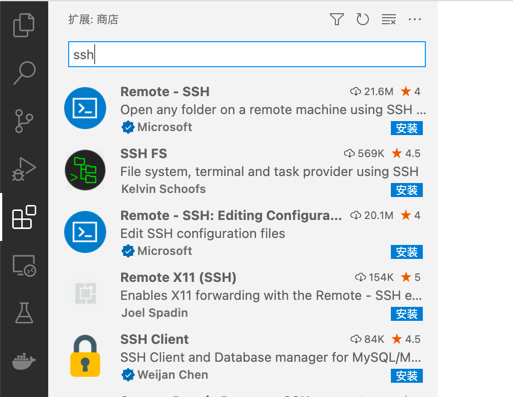 扩展: 商店
ssh
Remote - SSH 21.6M 4
Open any folder on a remote machine using SSH ...
Microsoft 安装
SSH FS 569K 4.5
File system, terminal and task provider using SSH
Kelvin Schoofs 安装
Remote - SSH: Editing Configura... 20.1M 4
Edit SSH configuration files
Microsoft 安装
Remote X11 (SSH) 154K 5
Enables X11 forwarding with the Remote - SSH e...
Joel Spadin 安装
SSH Client 84K 4.5
SSH Client and Database manager for MySQL/M...
Weijan Chen 安装